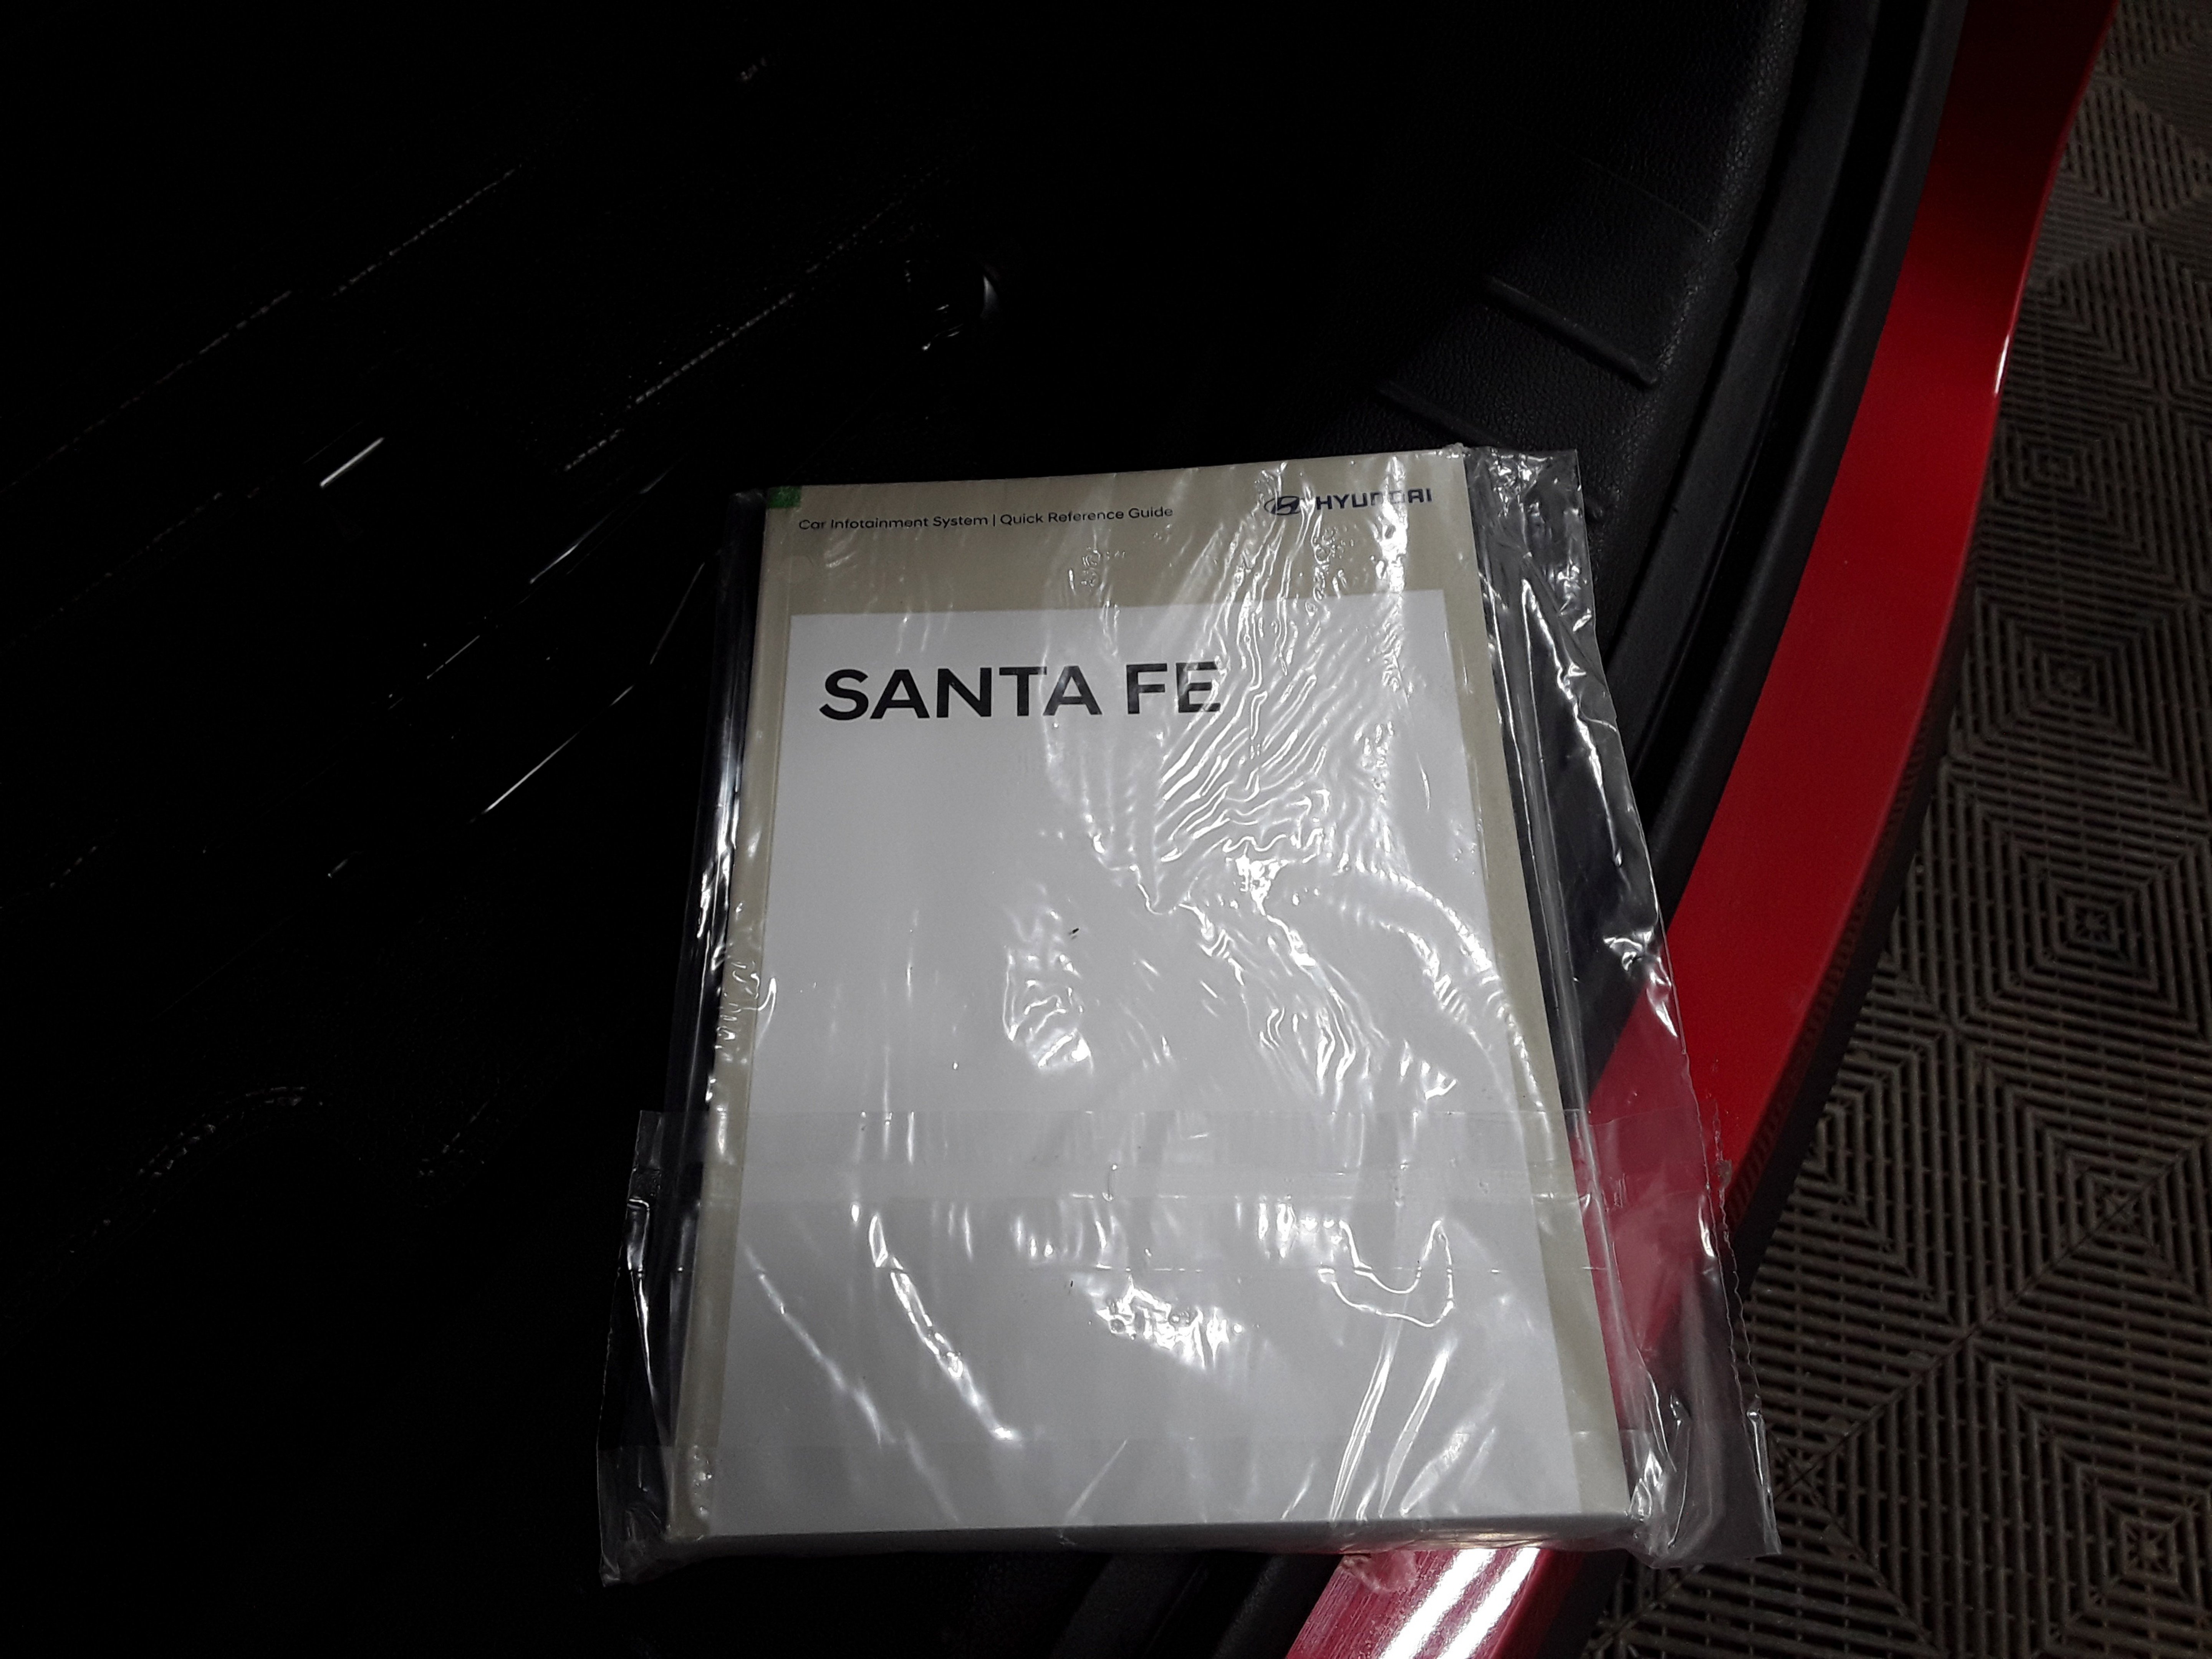 Car Infotainment System | Quick Reference Guide
HYUNDAI
SANTA FE